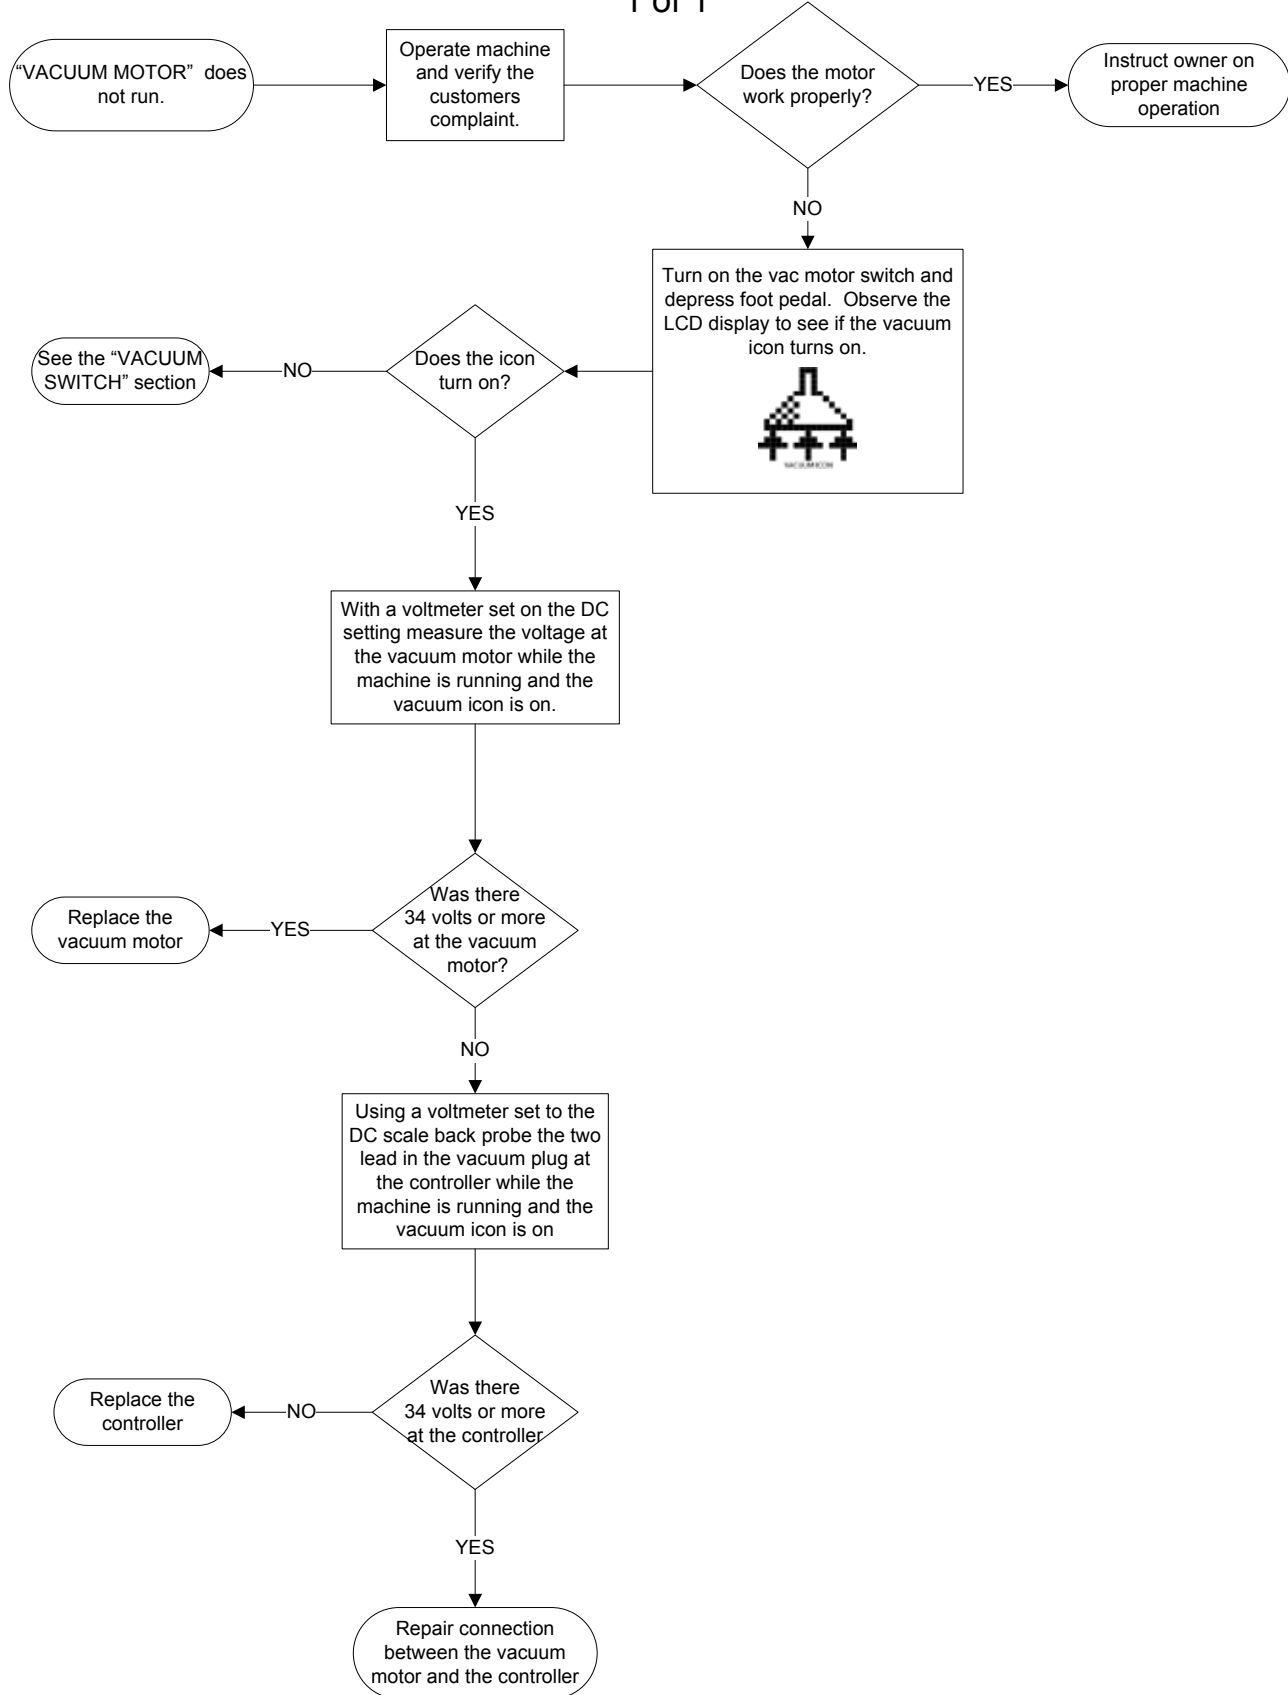 1 of 1
“VACUUM MOTOR”  does
not run.
Operate machine
and verify the
customers
complaint.
Does the motor
work properly?
YES
Instruct owner on
proper machine
operation
NO
Turn on the vac motor switch and
depress foot pedal.  Observe the
LCD display to see if the vacuum
icon turns on.
VACUUM ICON
Does the icon
turn on?
NO
See the “VACUUM
SWITCH” section
YES
With a voltmeter set on the DC
setting measure the voltage at
the vacuum motor while the
machine is running and the
vacuum icon is on.
Was there
34 volts or more
at the vacuum
motor?
YES
Replace the
vacuum motor
NO
Using a voltmeter set to the
DC scale back probe the two
lead in the vacuum plug at
the controller while the
machine is running and the
vacuum icon is on
Was there
34 volts or more
at the controller
NO
Replace the
controller
YES
Repair connection
between the vacuum
motor and the controller